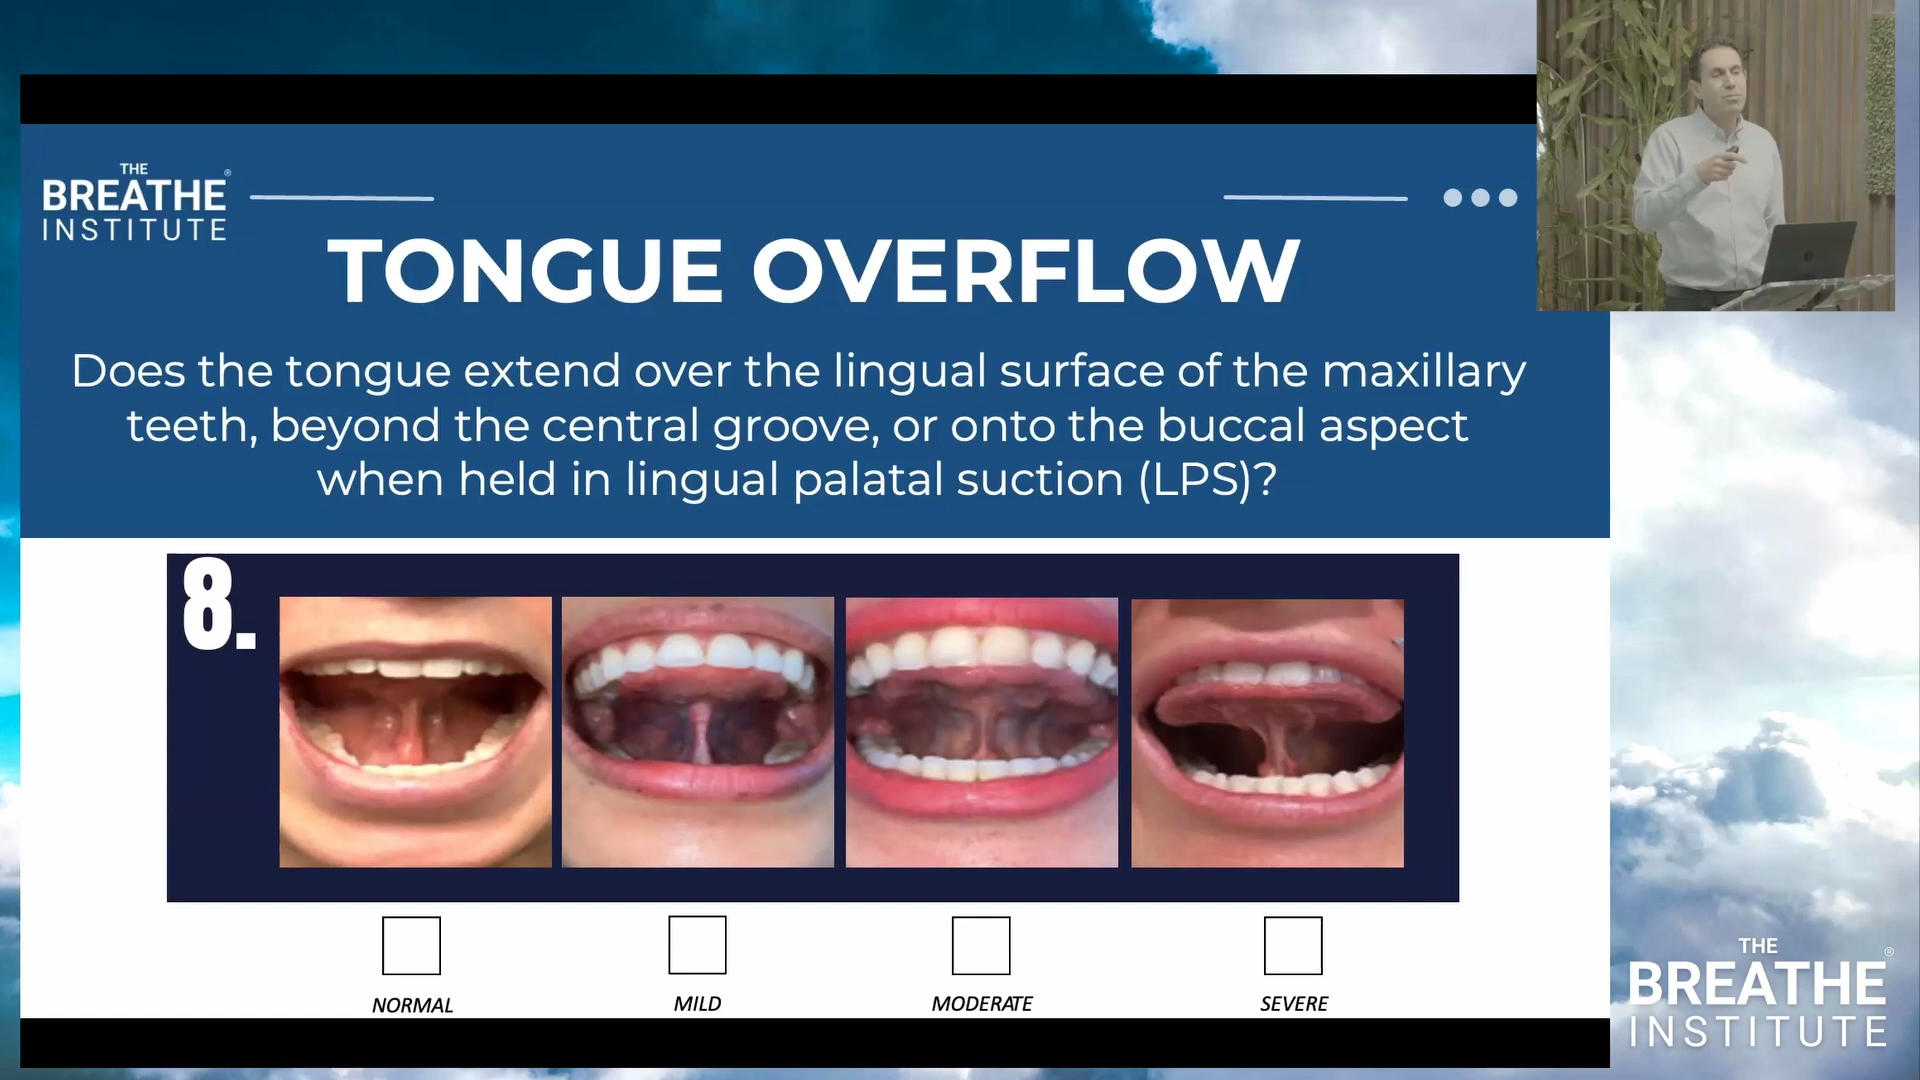 THE
BREATHE®
INSTITUTE
TONGUE OVERFLOW
Does the tongue extend over the lingual surface of the maxillary
teeth, beyond the central groove, or onto the buccal aspect
when held in lingual palatal suction (LPS)?
8.
NORMAL
MILD
MODERATE
SEVERE
THE
BREATHE®
INSTITUTE